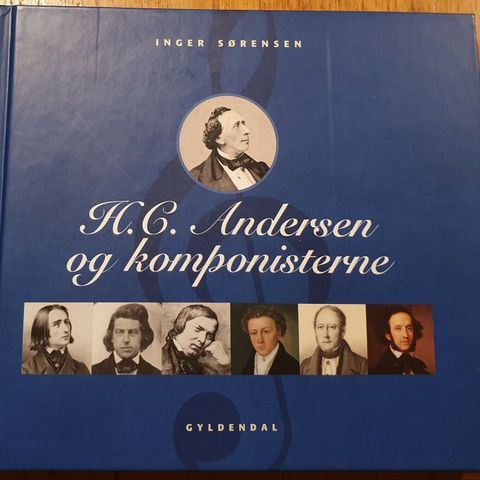 INGER SØRENSEN
H.C. Andersen
og komponisterne
GYLDENDAL